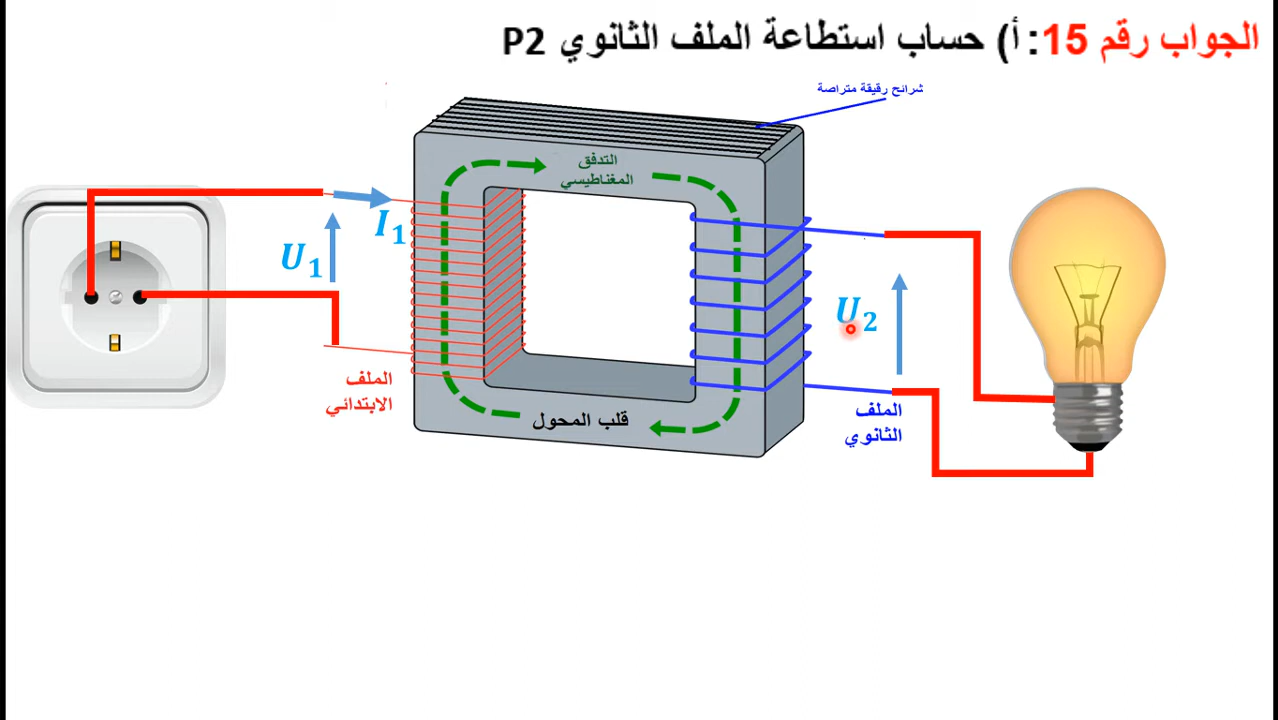 الجواب رقم 15: أ) حساب استطاعة الملف الثانوي P2
شرائح رقيقة متراصة
التدفق
المغناطيسي
I₁
U₁
U₂
الملف
الابتدائي
قلب المحول
الملف
الثانوي